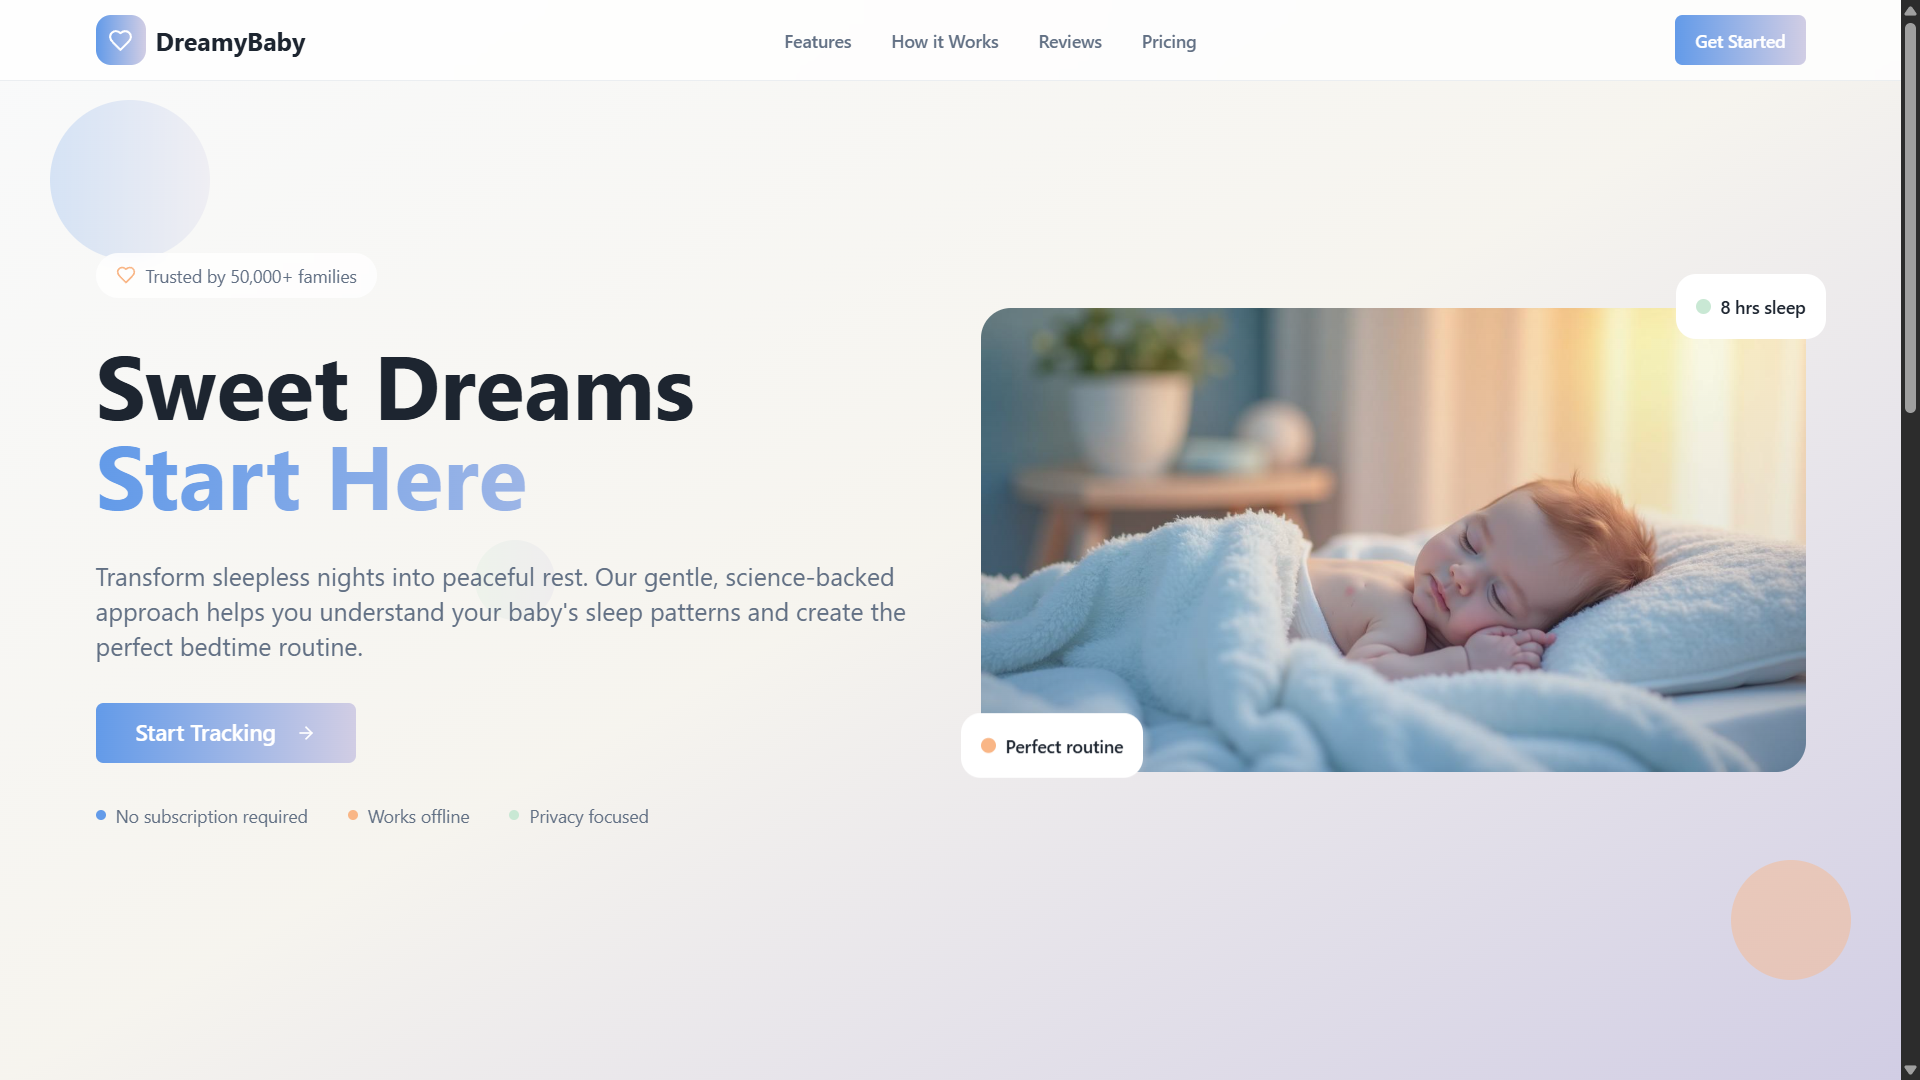 DreamyBaby
Features
How it Works
Reviews
Pricing
Get Started
Trusted by 50,000+ families
Sweet Dreams
Start Here
Transform sleepless nights into peaceful rest. Our gentle, science-backed
approach helps you understand your baby's sleep patterns and create the
perfect bedtime routine.
Start Tracking
No subscription required
Works offline
Privacy focused
8 hrs sleep
Perfect routine